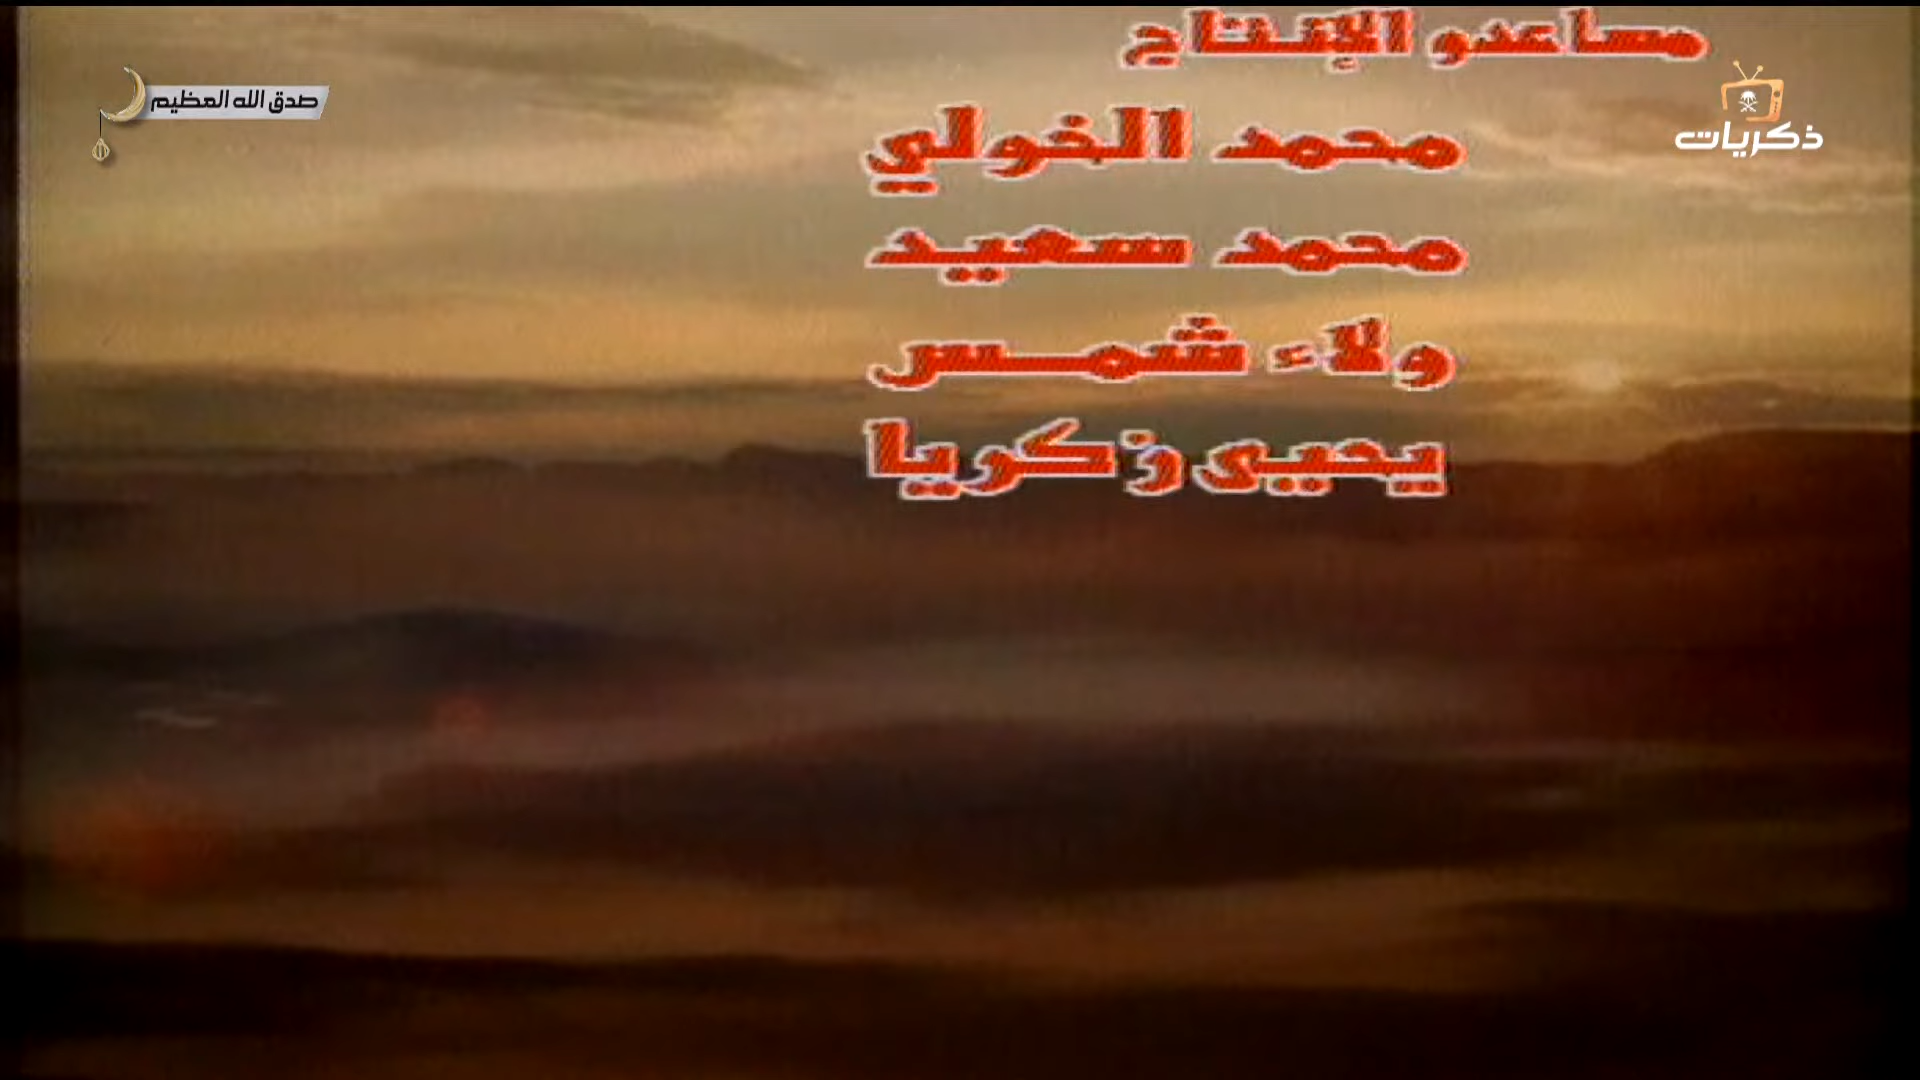 مساعدو الإنتاج
صدق الله العظيم
ذكريات
محمد الخولي
محمد سعيد
ولاء شمس
يحيى زكريا